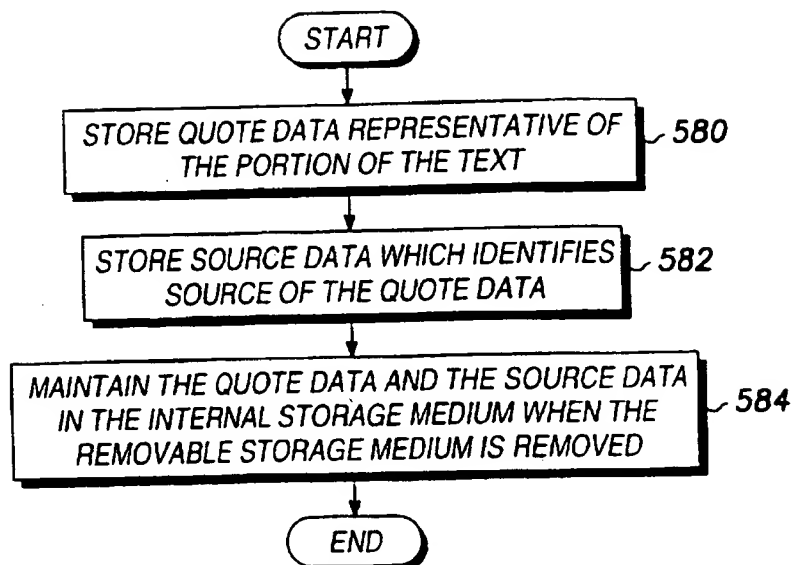 START
STORE QUOTE DATA REPRESENTATIVE OF
THE PORTION OF THE TEXT
580
STORE SOURCE DATA WHICH IDENTIFIES
SOURCE OF THE QUOTE DATA
582
MAINTAIN THE QUOTE DATA AND THE SOURCE DATA
IN THE INTERNAL STORAGE MEDIUM WHEN THE
REMOVABLE STORAGE MEDIUM IS REMOVED
584
END